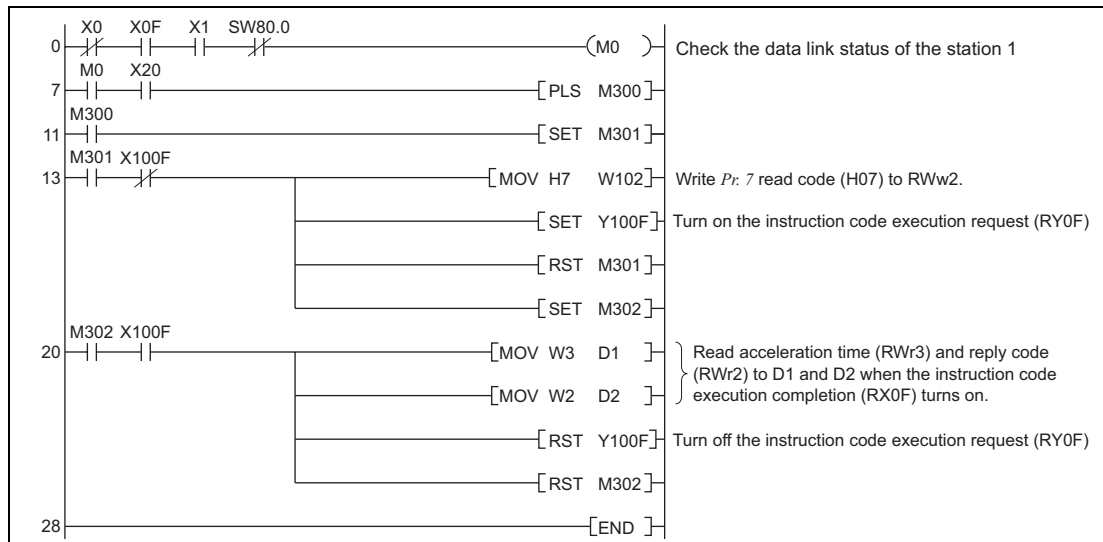 X0 X0F X1 SW80.0
0 (M0 ) Check the data link status of the station 1
M0 X20
7 [PLS M300]
M300
11 [SET M301]
M301 X100F
13 [MOV H7 W102] Write Pr. 7 read code (H07) to RWw2.
[SET Y100F] Turn on the instruction code execution request (RY0F)
[RST M301]
[SET M302]
M302 X100F
20 [MOV W3 D1 ] Read acceleration time (RWr3) and reply code
(RWr2) to D1 and D2 when the instruction code
[MOV W2 D2 ] execution completion (RX0F) turns on.
[RST Y100F] Turn off the instruction code execution request (RY0F)
[RST M302]
28 [END ]